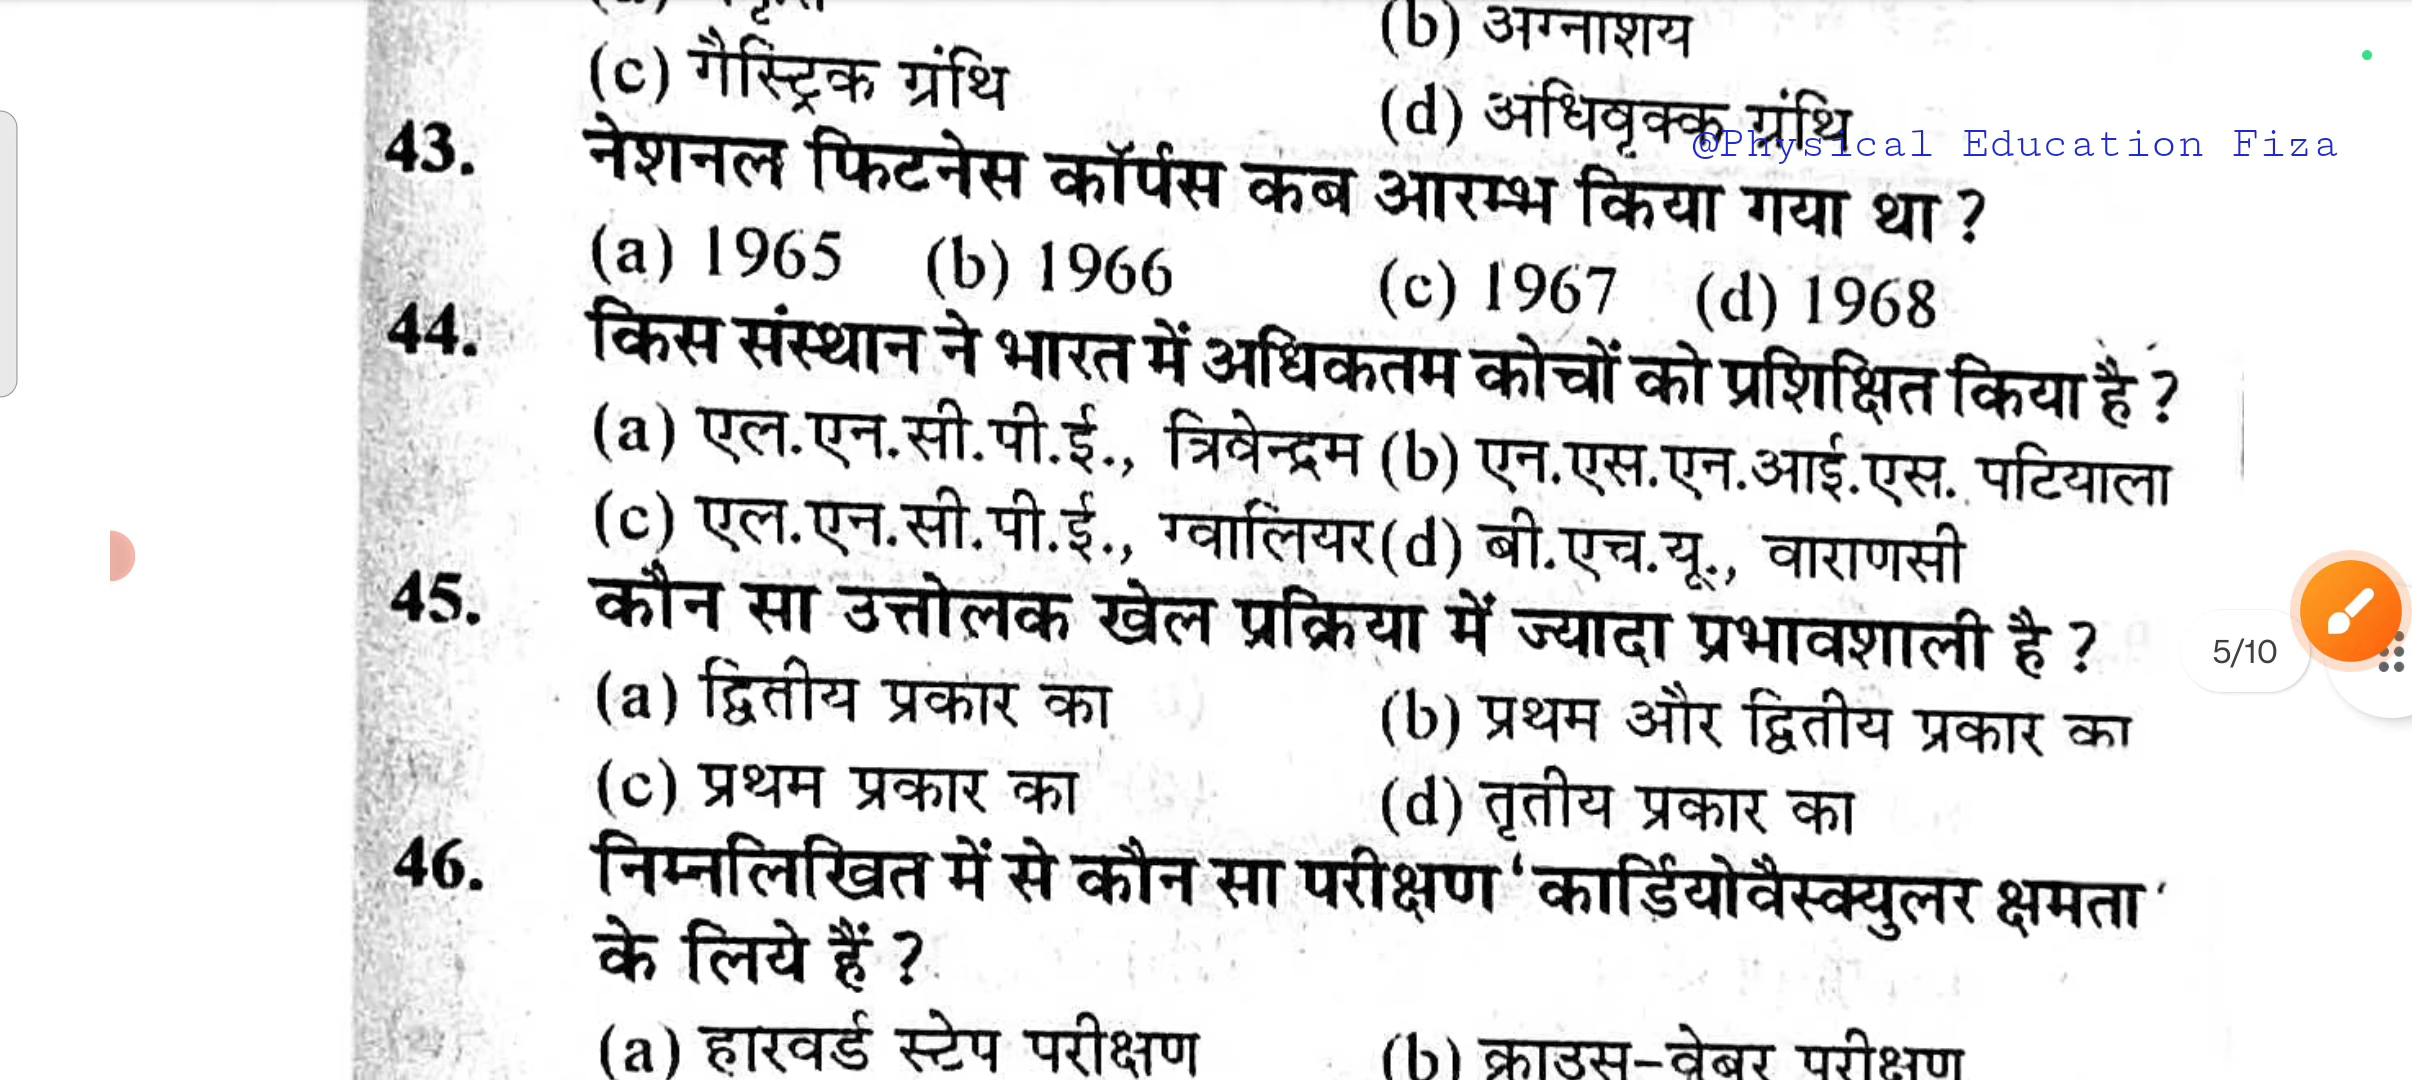 (b) अग्नाशय
(c) गैस्ट्रिक ग्रंथि
(d) अधिवृक्क ग्रंथि
@Physical Education Fiza
43. नेशनल फिटनेस कॉर्पस कब आरम्भ किया गया था ?
(a) 1965 (b) 1966 (c) 1967 (d) 1968
44. किस संस्थान ने भारत में अधिकतम कोचों को प्रशिक्षित किया है ?
(a) एल.एन.सी.पी.ई., त्रिवेन्द्रम (b) एन.एस.एन.आई.एस. पटियाला
(c) एल.एन.सी.पी.ई., ग्वालियर (d) बी.एच.यू., वाराणसी
45. कौन सा उत्तोलक खेल प्रक्रिया में ज्यादा प्रभावशाली है ?
5/10
(a) द्वितीय प्रकार का (b) प्रथम और द्वितीय प्रकार का
(c) प्रथम प्रकार का (d) तृतीय प्रकार का
46. निम्नलिखित में से कौन सा परीक्षण ‘कार्डियोवैस्क्युलर क्षमता‘
के लिये हैं ?
(a) हारवर्ड स्टेप परीक्षण (b) क्राउस-वेबर परीक्षण